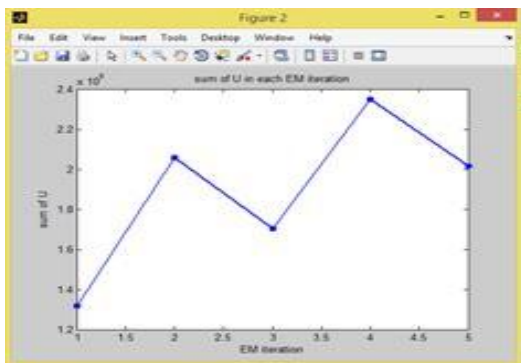 Figure 2
File Edit View Insert Tools Desktop Window Help
sum of U in each EM iteration
2.4
2.2
2
1.8
1.6
1.4
1.2
sum of U
1 1.5 2 2.5 3 3.5 4 4.5 5
EM iteration